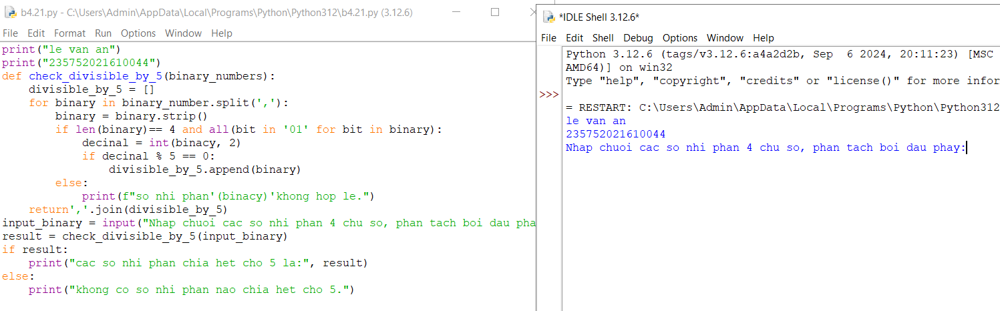 b4.21.py - C:\Users\Admin\AppData\Local\Programs\Python\Python312\b4.21.py (3.12.6)
File Edit Format Run Options Window Help
print("le van an")
print("235752021610044")
def check_divisible_by_5(binary_numbers):
    divisible_by_5 = []
    for binary in binary_number.split(','):
        binary = binary.strip()
        if len(binary)== 4 and all(bit in '01' for bit in binary):
            decinal = int(binacy, 2)
            if decinal % 5 == 0:
                divisible_by_5.append(binary)
        else:
            print(f"so nhi phan'(binacy)'khong hop le.")
    return','.join(divisible_by_5)
input_binary = input("Nhap chuoi cac so nhi phan 4 chu so, phan tach boi dau pha
result = check_divisible_by_5(input_binary)
if result:
    print("cac so nhi phan chia het cho 5 la:", result)
else:
    print("khong co so nhi phan nao chia het cho 5.")
*IDLE Shell 3.12.6*
File Edit Shell Debug Options Window Help
Python 3.12.6 (tags/v3.12.6:a4a2d2b, Sep  6 2024, 20:11:23) [MSC
AMD64)] on win32
Type "help", "copyright", "credits" or "license()" for more infor
>>>
= RESTART: C:\Users\Admin\AppData\Local\Programs\Python\Python312
le van an
235752021610044
Nhap chuoi cac so nhi phan 4 chu so, phan tach boi dau phay: